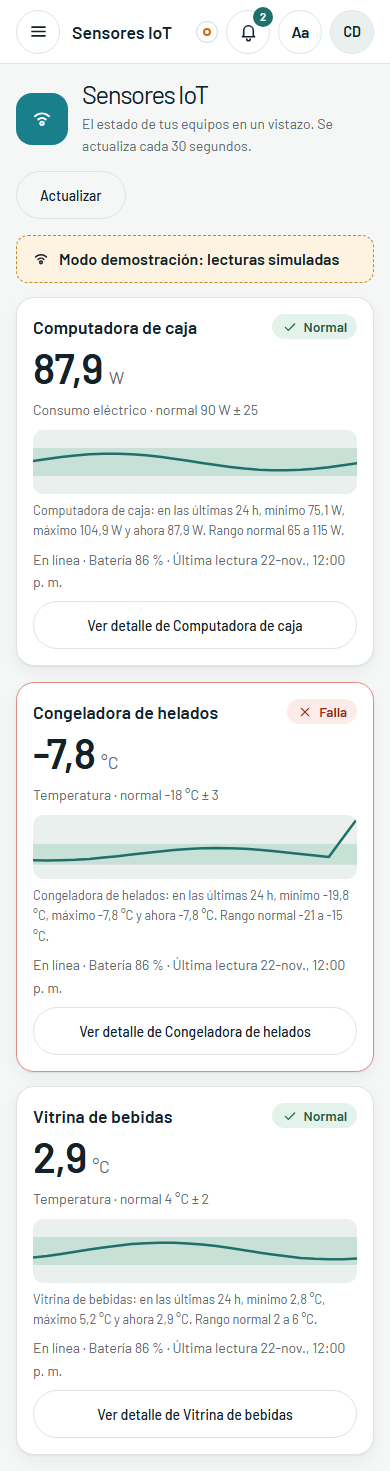 Sensores IoT
2
Aa
CD
Sensores IoT
El estado de tus equipos en un vistazo. Se
actualiza cada 30 segundos.
Actualizar
Modo demostración: lecturas simuladas
Computadora de caja
Normal
87,9 W
Consumo eléctrico · normal 90 W ± 25
Computadora de caja: en las últimas 24 h, mínimo 75,1 W,
máximo 104,9 W y ahora 87,9 W. Rango normal 65 a 115 W.
En línea · Batería 86 % · Última lectura 22-nov., 12:00
p. m.
Ver detalle de Computadora de caja
Congeladora de helados
Falla
-7,8 °C
Temperatura · normal -18 °C ± 3
Congeladora de helados: en las últimas 24 h, mínimo -19,8
°C, máximo -7,8 °C y ahora -7,8 °C. Rango normal -21 a -15
°C.
En línea · Batería 86 % · Última lectura 22-nov., 12:00
p. m.
Ver detalle de Congeladora de helados
Vitrina de bebidas
Normal
2,9 °C
Temperatura · normal 4 °C ± 2
Vitrina de bebidas: en las últimas 24 h, mínimo 2,8 °C,
máximo 5,2 °C y ahora 2,9 °C. Rango normal 2 a 6 °C.
En línea · Batería 86 % · Última lectura 22-nov., 12:00
p. m.
Ver detalle de Vitrina de bebidas